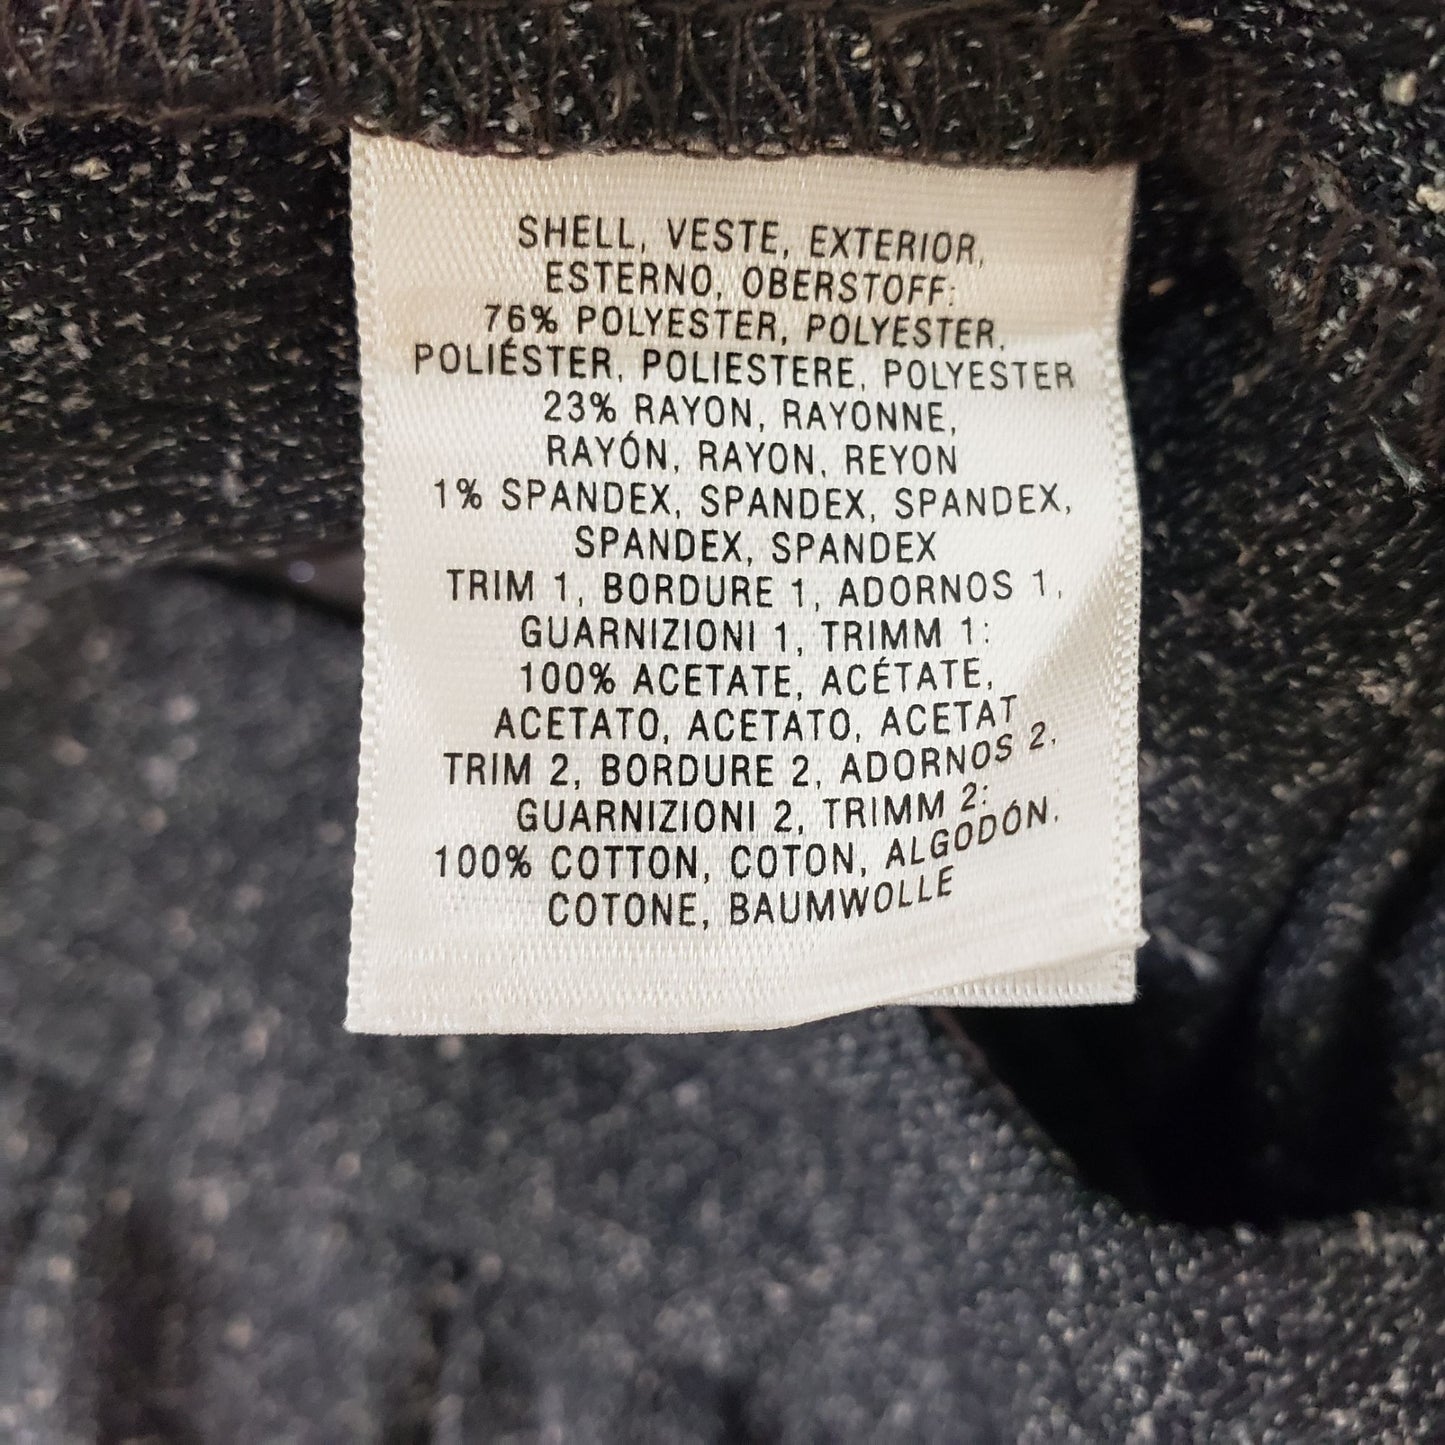 SHELL, VESTE, EXTERIOR,
ESTERNO, OBERSTOFF:
76% POLYESTER, POLYESTER,
POLIÉSTER, POLIESTERE, POLYESTER
23% RAYON, RAYONNE,
RAYÓN, RAYON, REYON
1% SPANDEX, SPANDEX, SPANDEX,
SPANDEX, SPANDEX
TRIM 1, BORDURE 1, ADORNOS 1,
GUARNIZIONI 1, TRIMM 1:
100% ACETATE, ACÉTATE,
ACETATO, ACETATO, ACETAT
TRIM 2, BORDURE 2, ADORNOS 2,
GUARNIZIONI 2, TRIMM 2:
100% COTTON, COTON, ALGODÓN,
COTONE, BAUMWOLLE